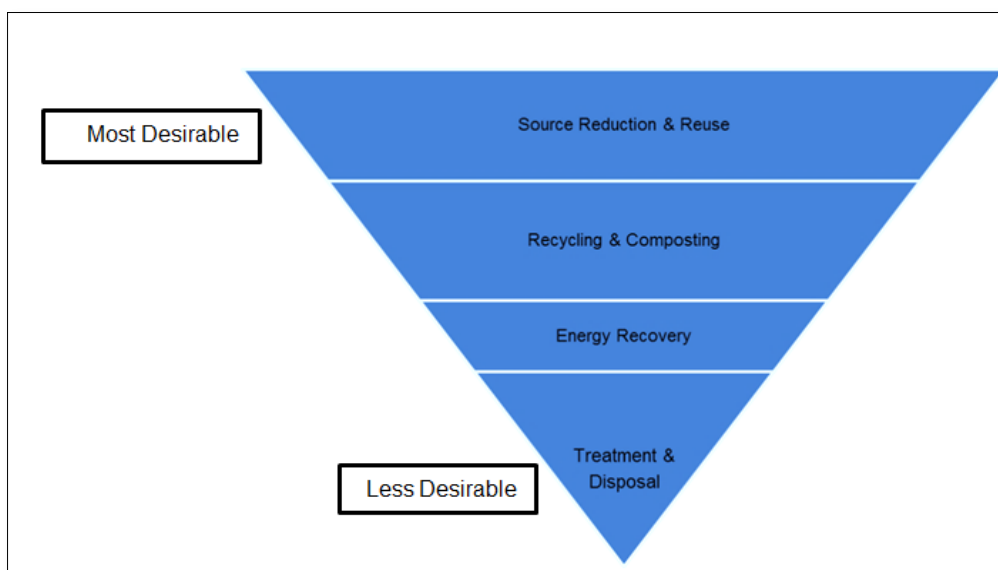 Most Desirable
Source Reduction & Reuse
Recycling & Composting
Energy Recovery
Treatment &
Disposal
Less Desirable